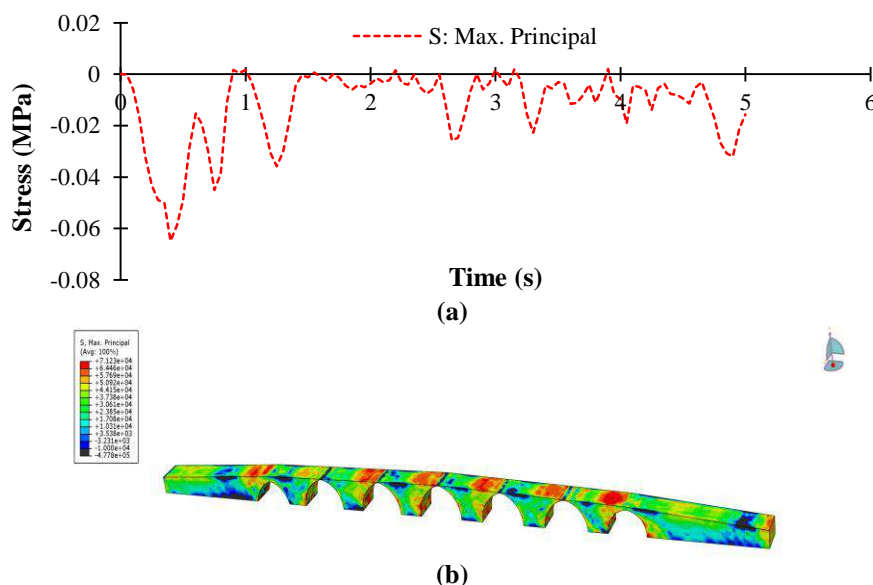 0.02
S: Max. Principal
0
0 1 2 3 4 5 6
-0.02
-0.04
-0.06
-0.08
Stress (MPa)
Time (s)
(a)
S, Max. Principal
(Avg: 100%)
+7.123e+04
+6.446e+04
+5.769e+04
+5.092e+04
+4.415e+04
+3.738e+04
+3.061e+04
+2.385e+04
+1.708e+04
+1.031e+04
+3.538e+03
-3.231e+03
-1.000e+04
-4.778e+05
(b)